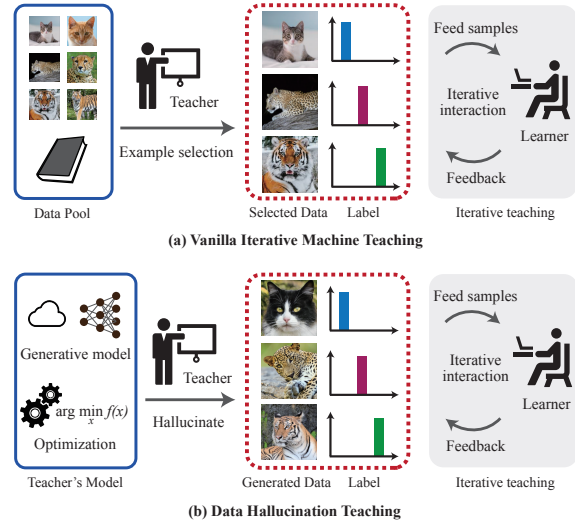 Teacher
Example selection
Data Pool
Selected Data
Label
Feed samples
Iterative
interaction
Learner
Feedback
Iterative teaching
(a) Vanilla Iterative Machine Teaching
Generative model
arg min f(x)
x
Optimization
Teacher's Model
Teacher
Hallucinate
Generated Data
Label
Feed samples
Iterative
interaction
Learner
Feedback
Iterative teaching
(b) Data Hallucination Teaching